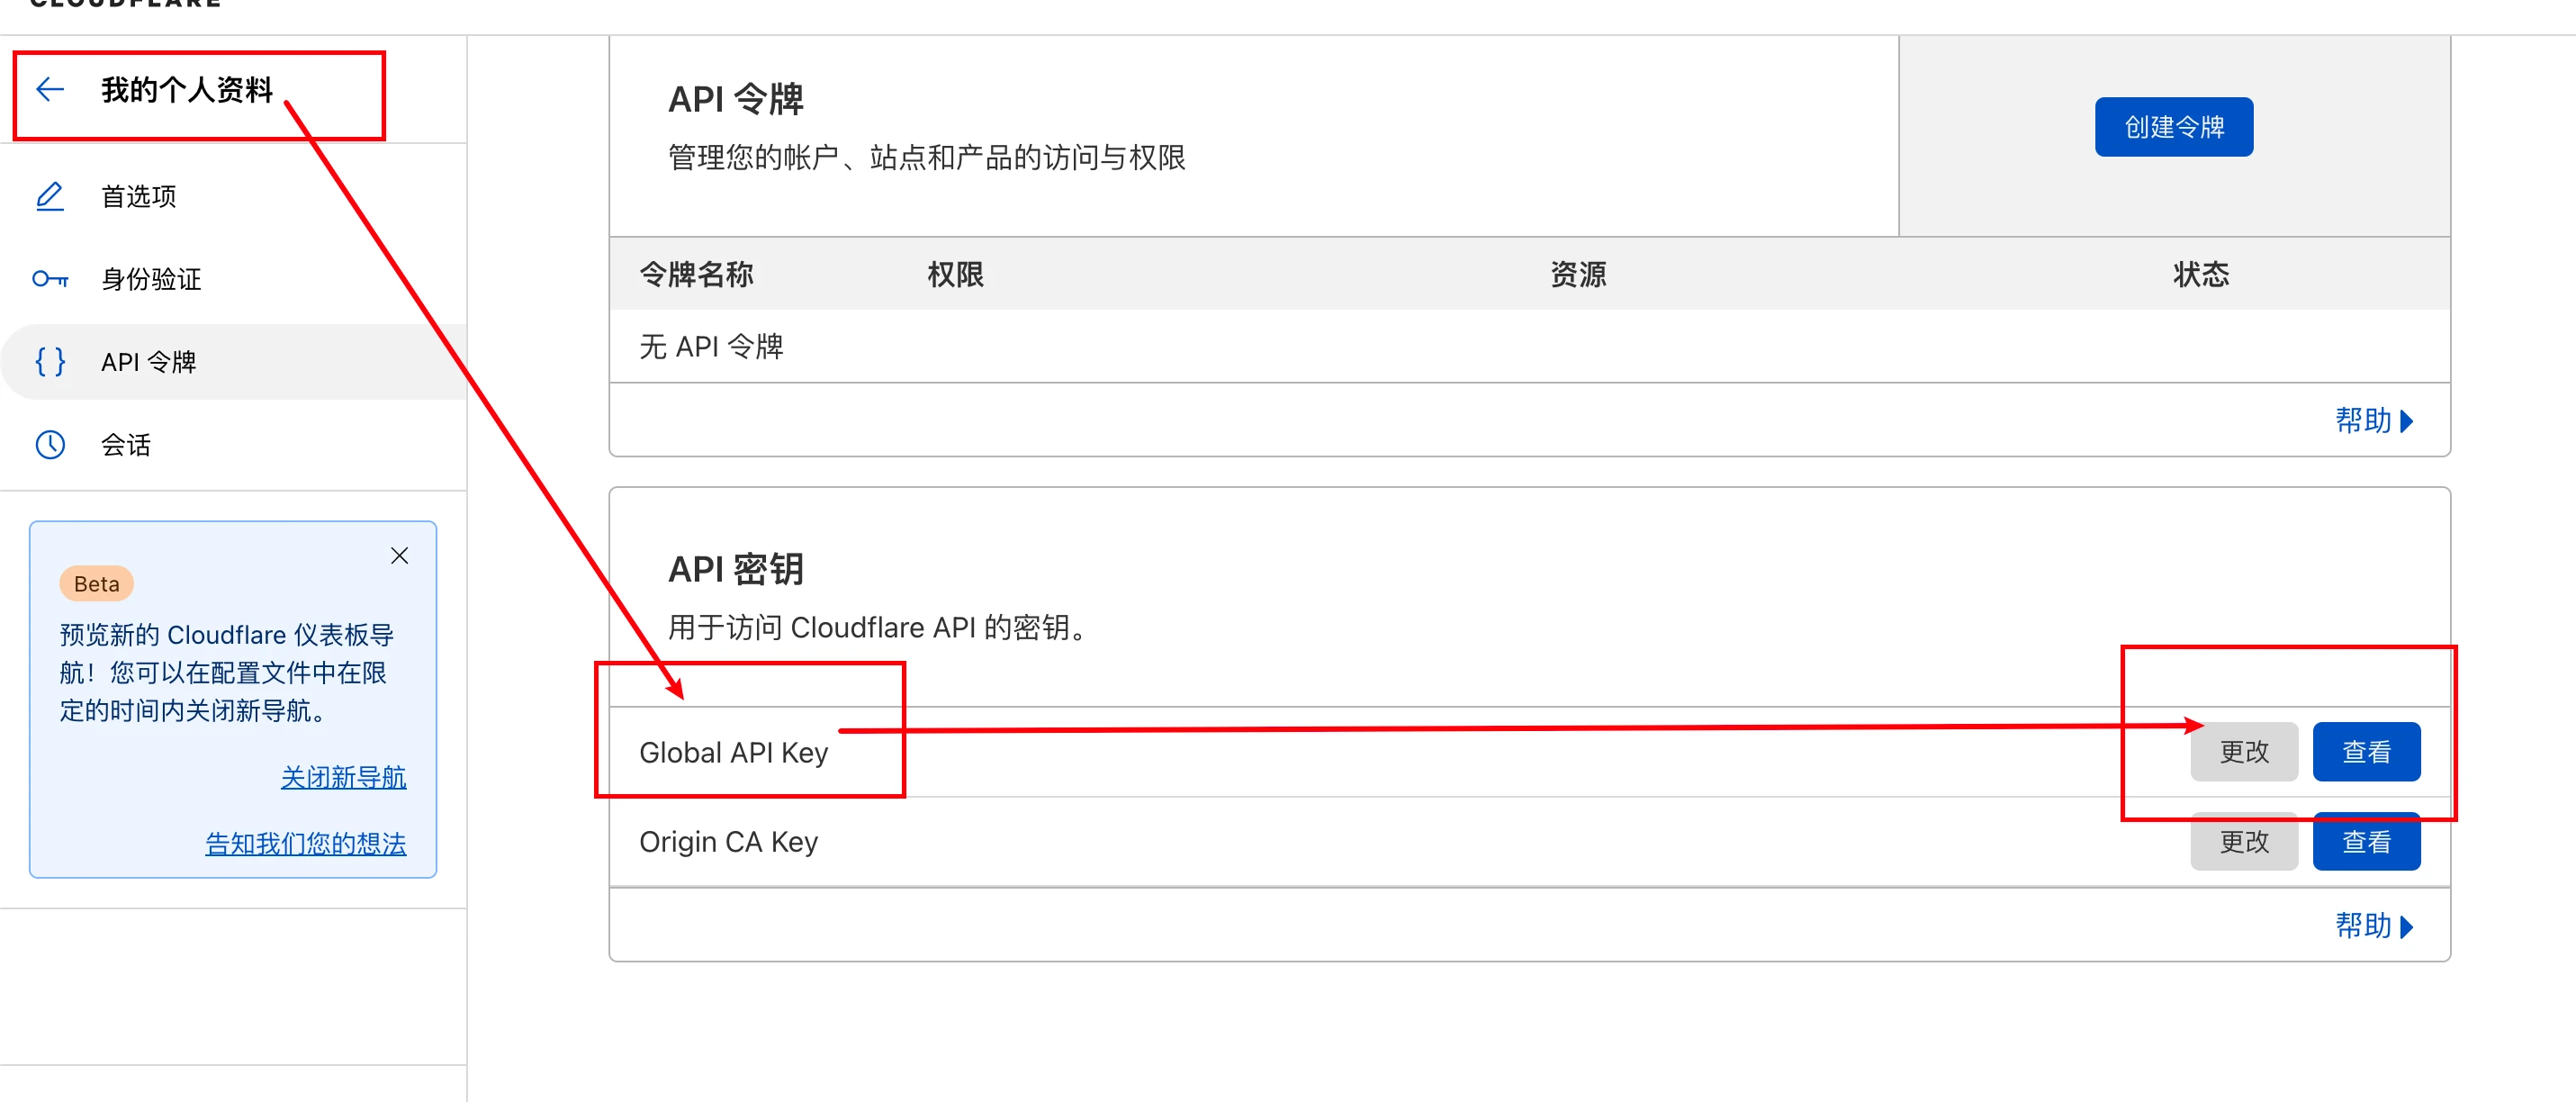 CLOUDFLARE
我的个人资料
首选项
身份验证
API 令牌
会话
Beta
预览新的 Cloudflare 仪表板导
航！您可以在配置文件中在限
定的时间内关闭新导航。
关闭新导航
告知我们您的想法
API 令牌
管理您的帐户、站点和产品的访问与权限
创建令牌
令牌名称 权限 资源 状态
无 API 令牌
帮助
API 密钥
用于访问 Cloudflare API 的密钥。
Global API Key 更改 查看
Origin CA Key 更改 查看
帮助